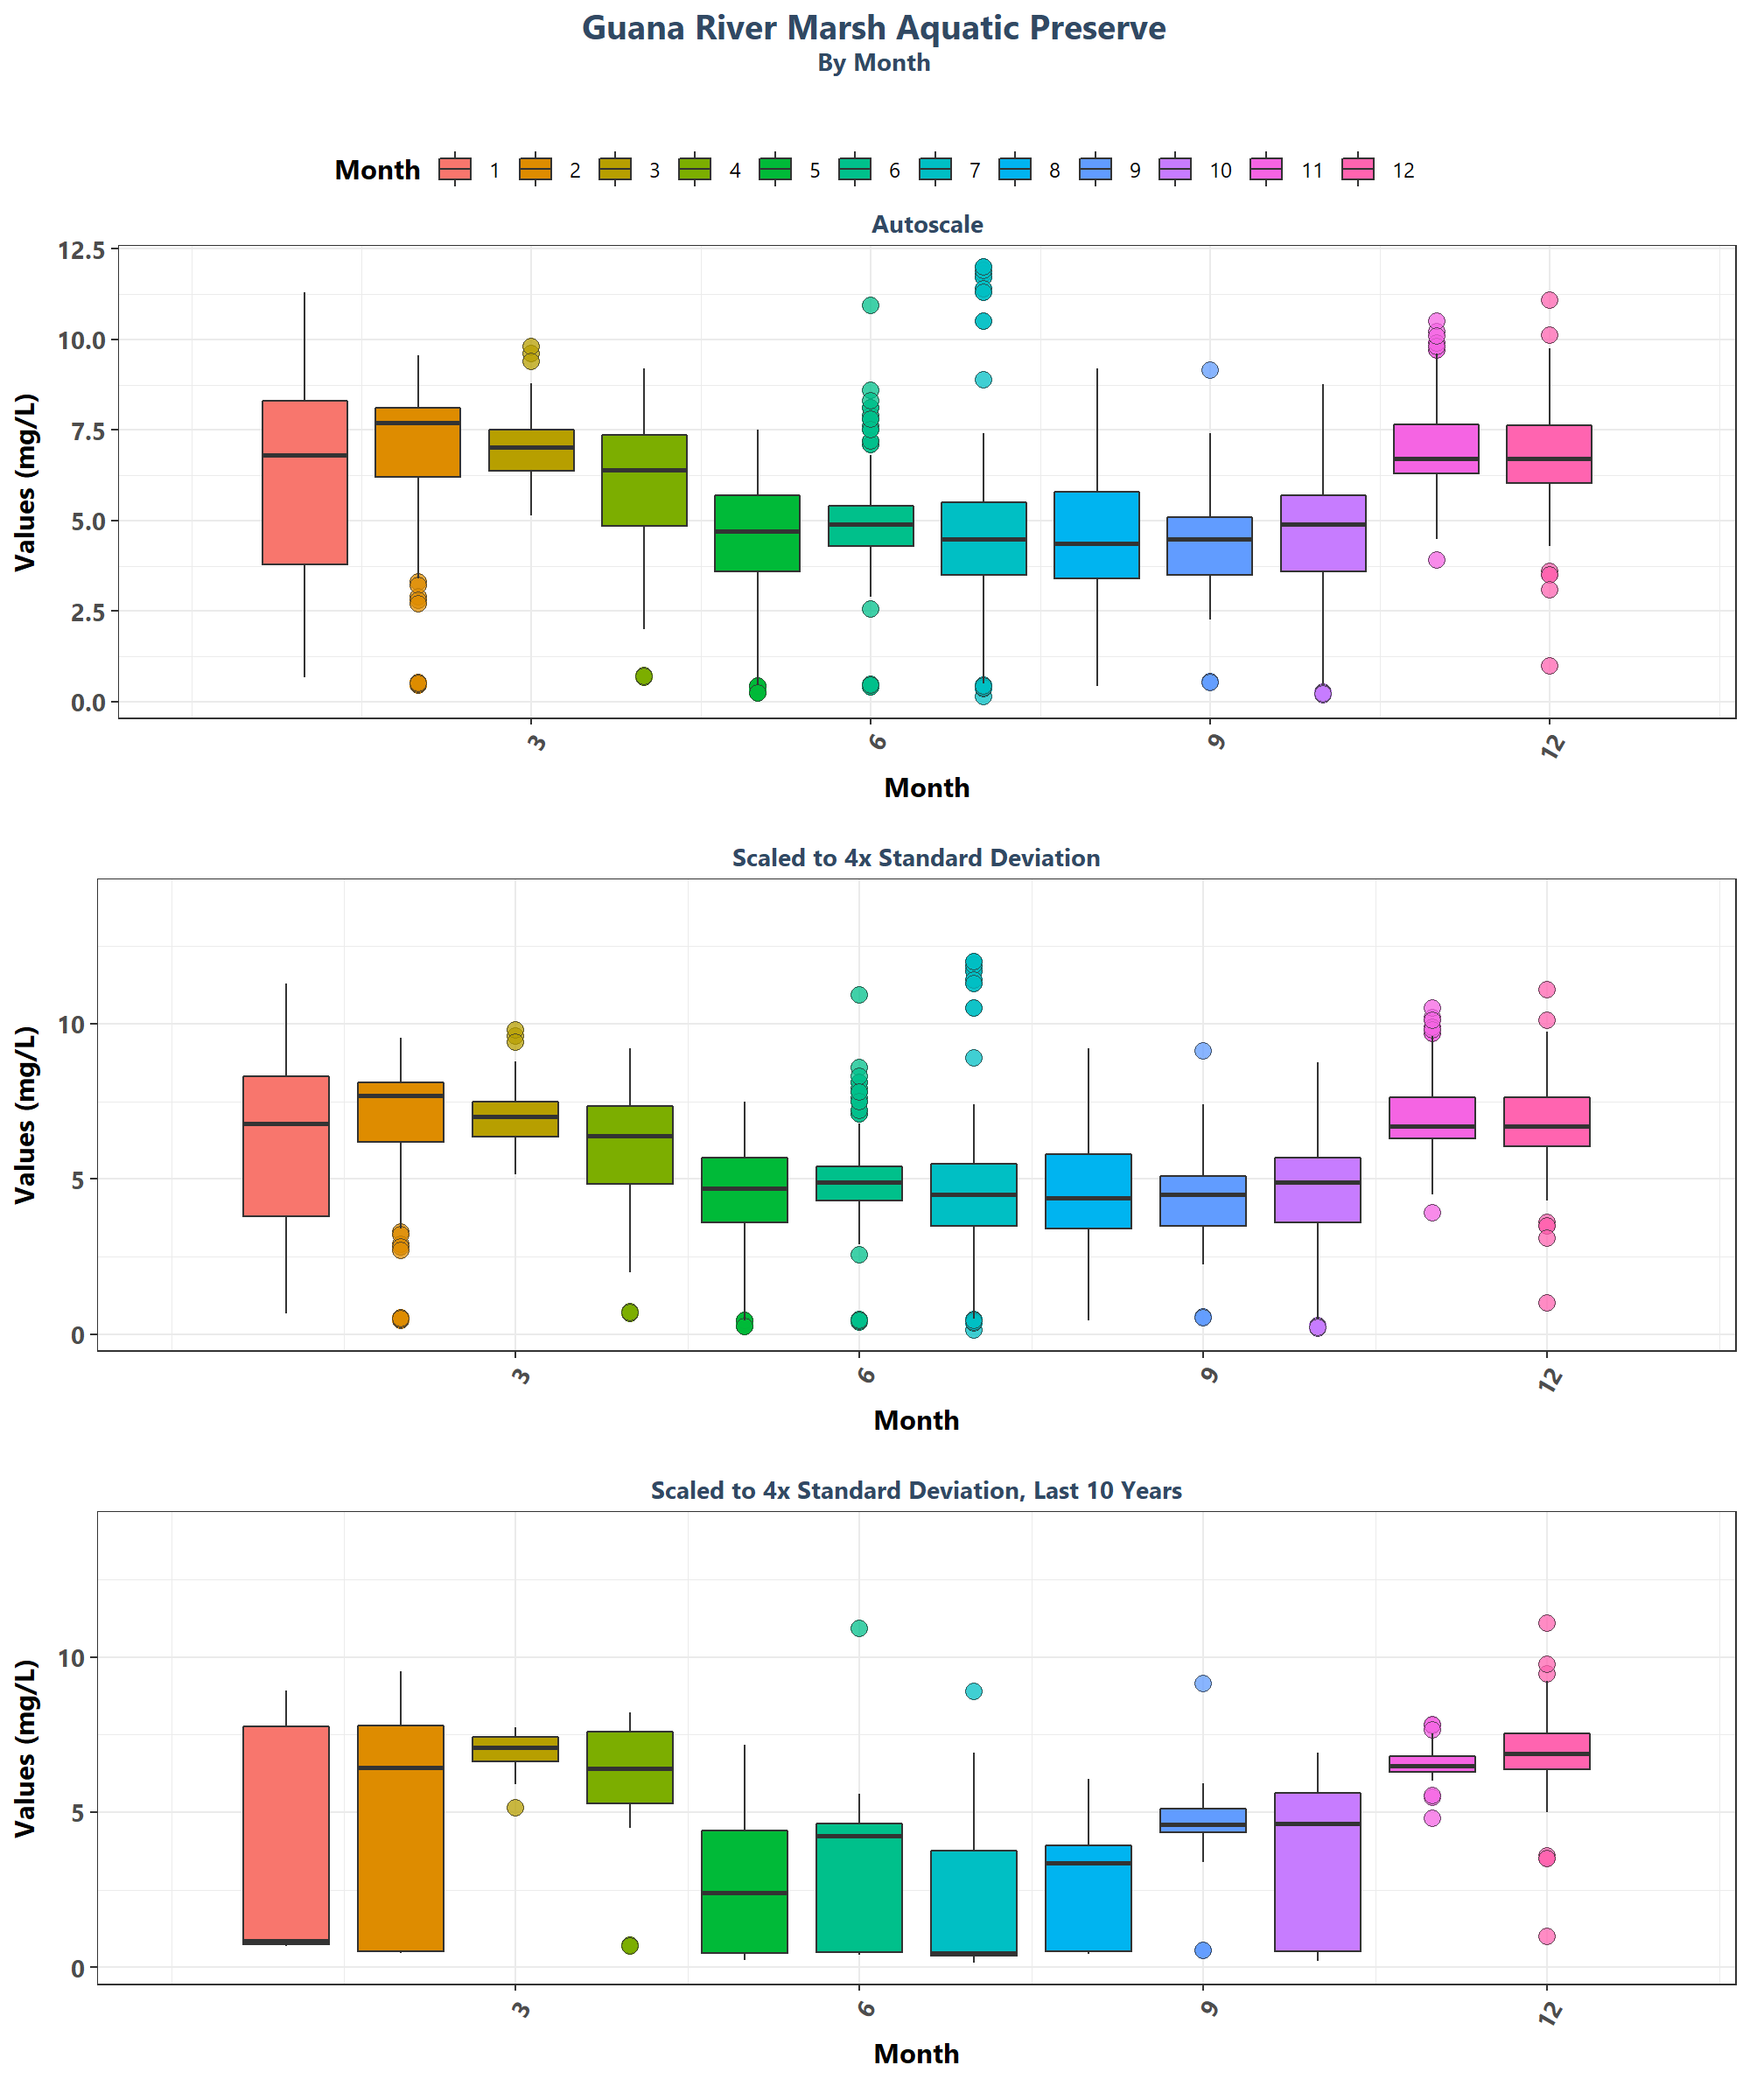 Guana River Marsh Aquatic Preserve
By Month
Month 1 2 3 4 5 6 7 8 9 10 11 12
Autoscale
Values (mg/L)
12.5
10.0
7.5
5.0
2.5
0.0
3 6 9 12
Month
Scaled to 4x Standard Deviation
Values (mg/L)
10
5
0
3 6 9 12
Month
Scaled to 4x Standard Deviation, Last 10 Years
Values (mg/L)
10
5
0
3 6 9 12
Month